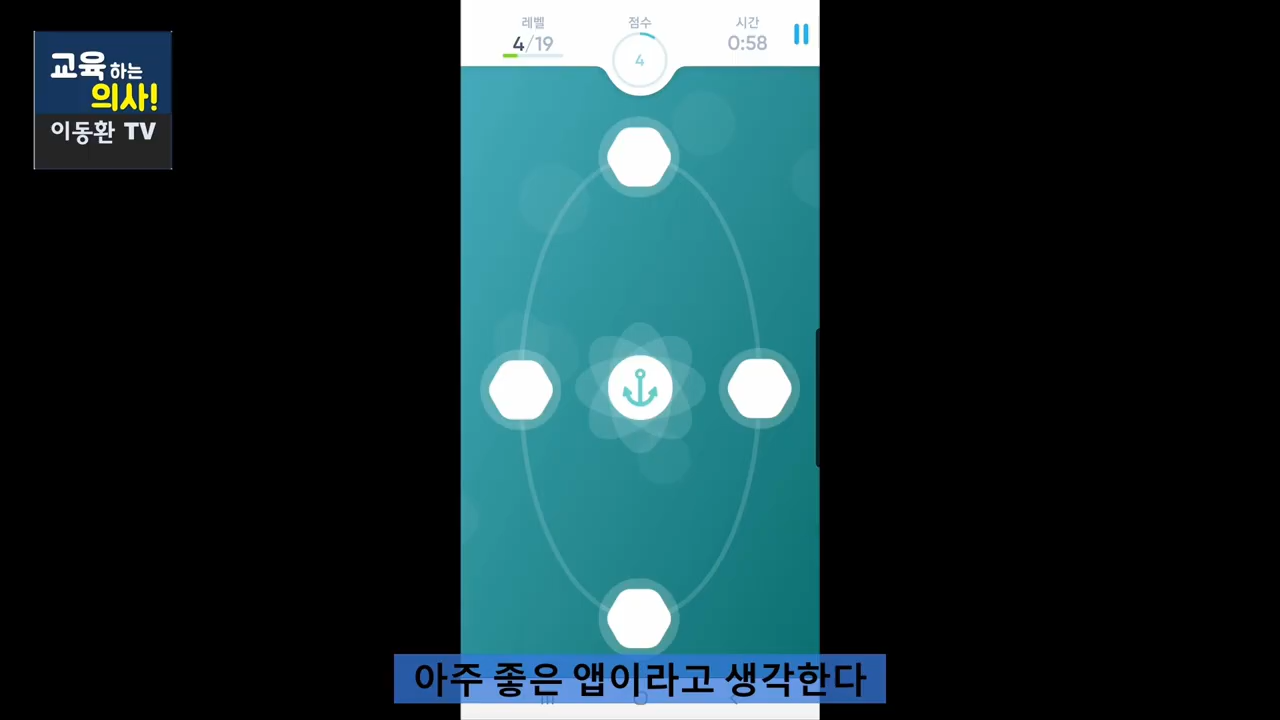 교육하는
의사!
이동환 TV
레벨
4/19
점수
4
시간
0:58
아주 좋은 앱이라고 생각한다